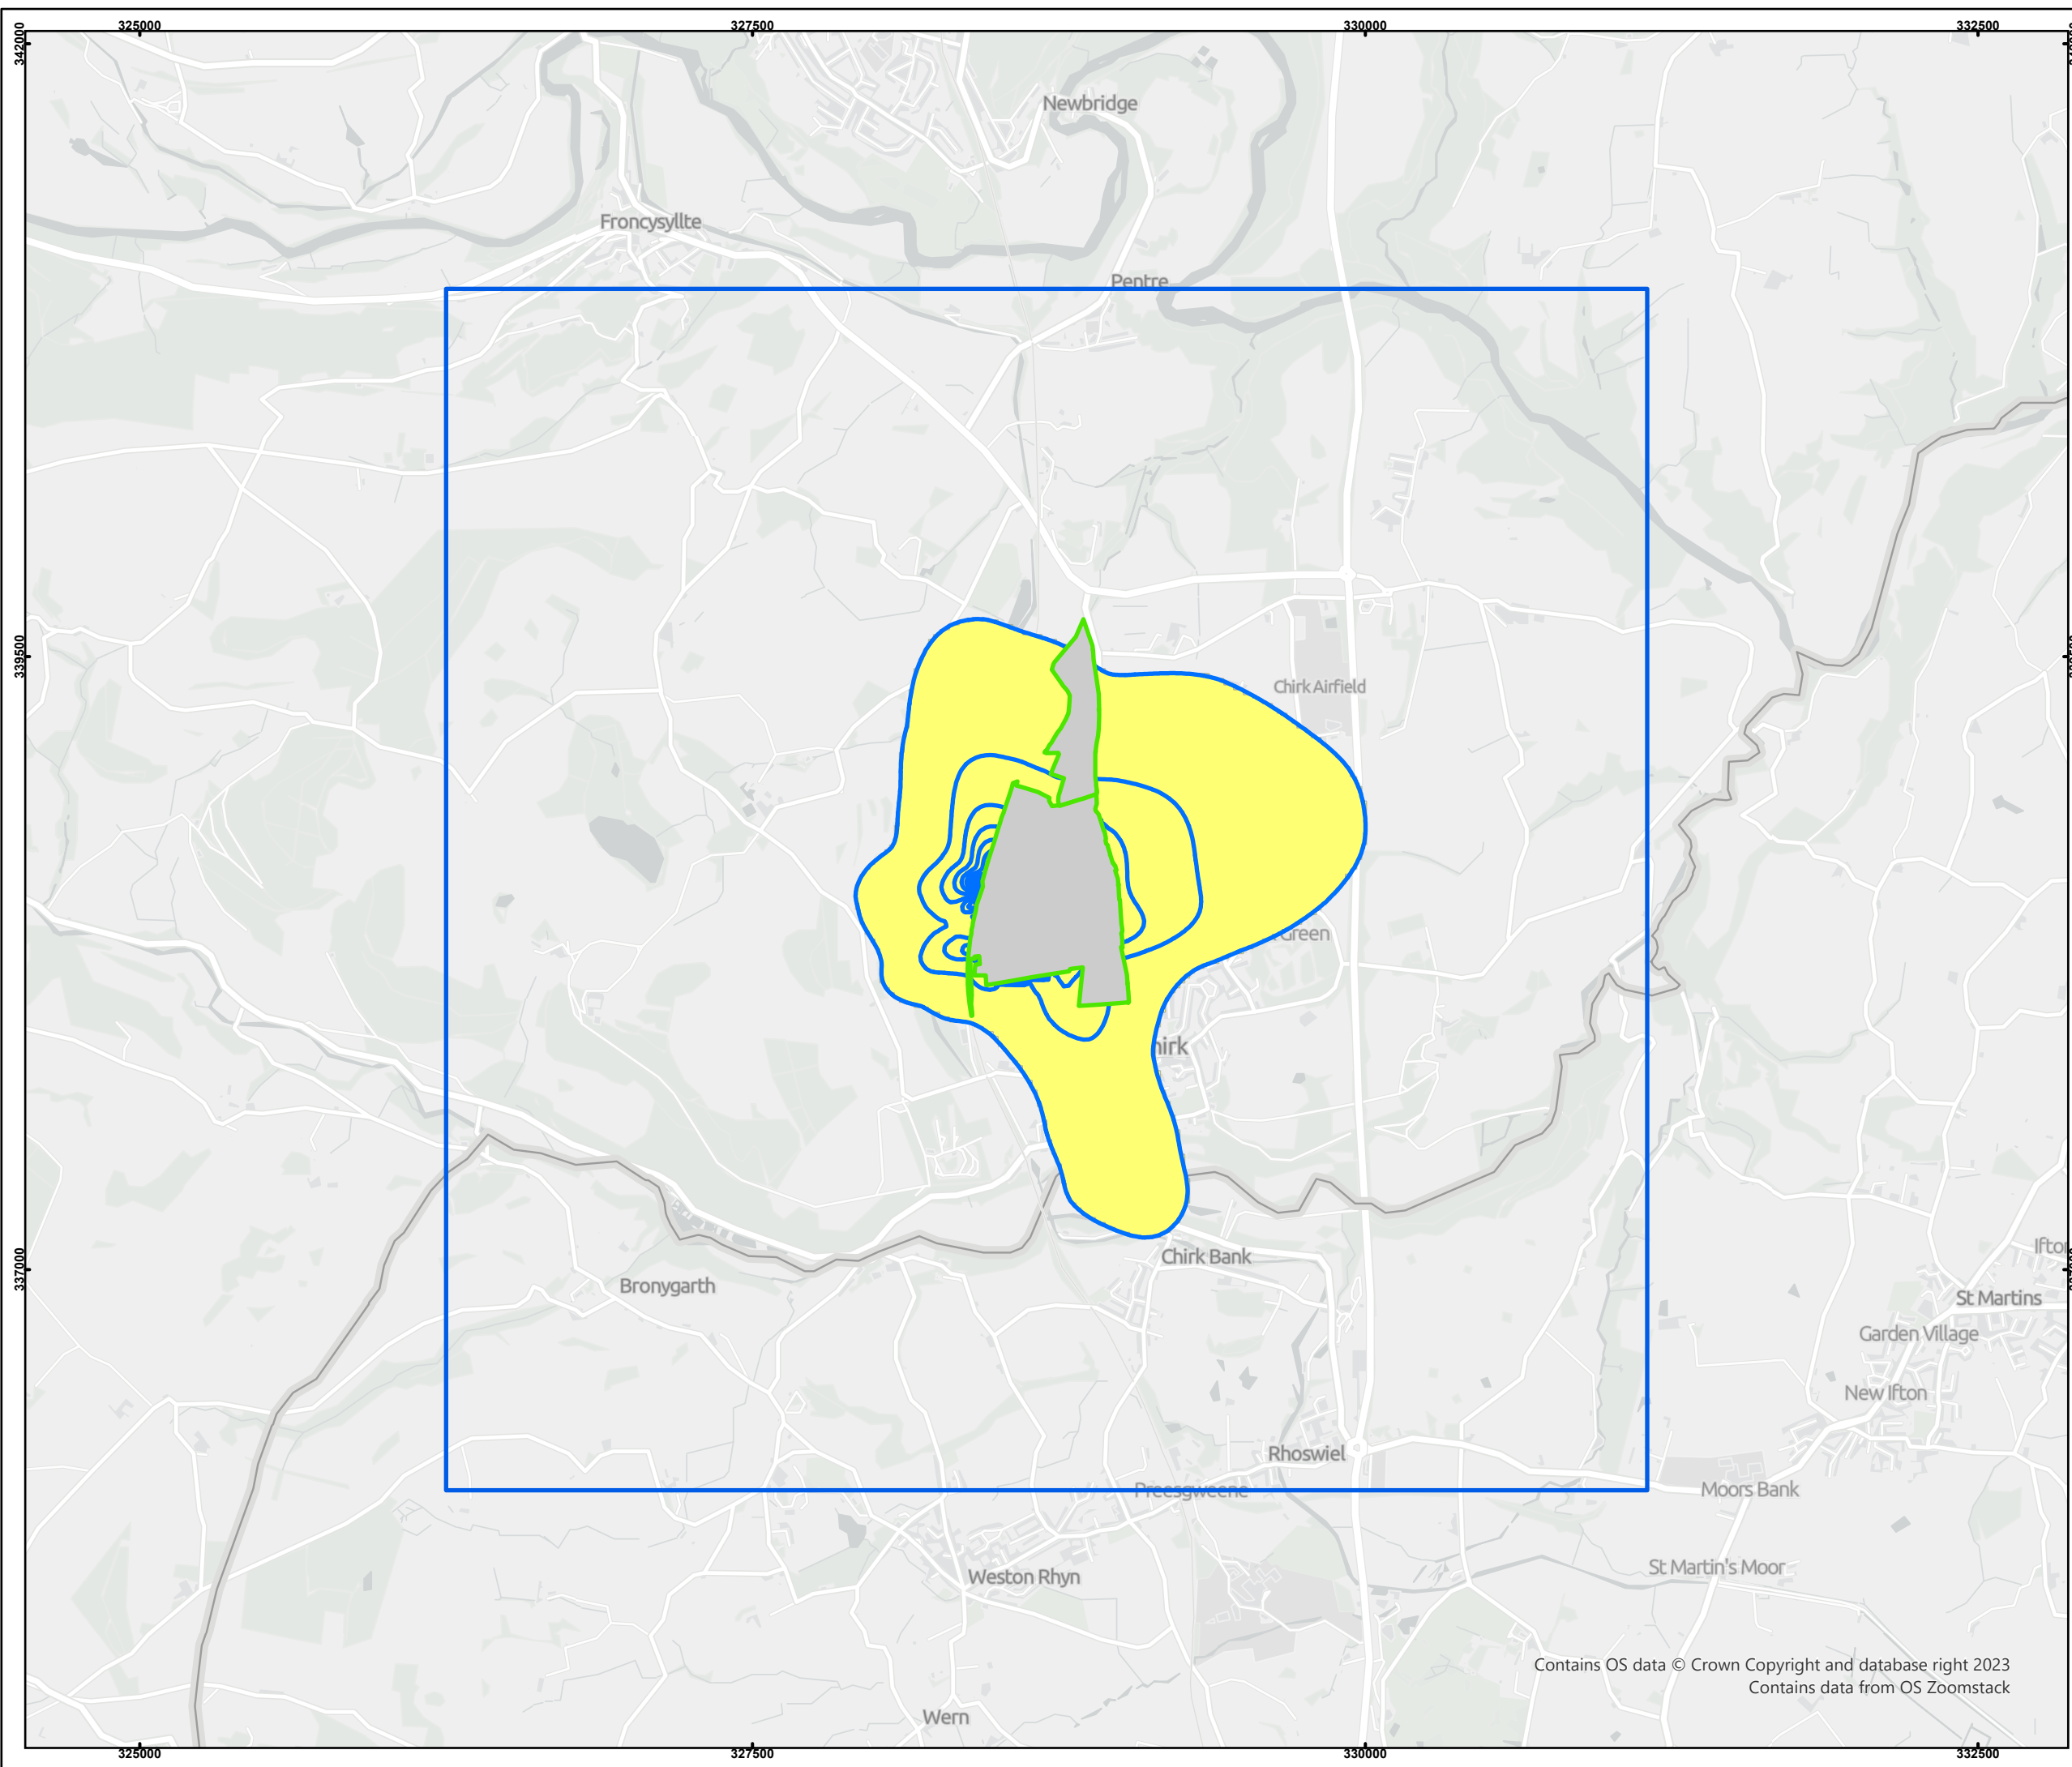 325000
327500
330000
332500
342000
Newbridge
Froncysyllte
Pentre
339500
Chirk Airfield
Green
hirk
337000
Chirk Bank
Bronygarth
St Martins
Garden Village
New Ifton
Rhoswiel
Preesgweene
Moors Bank
St Martin's Moor
Weston Rhyn
Contains OS data © Crown Copyright and database right 2023
Contains data from OS Zoomstack
Wern
325000
327500
330000
332500